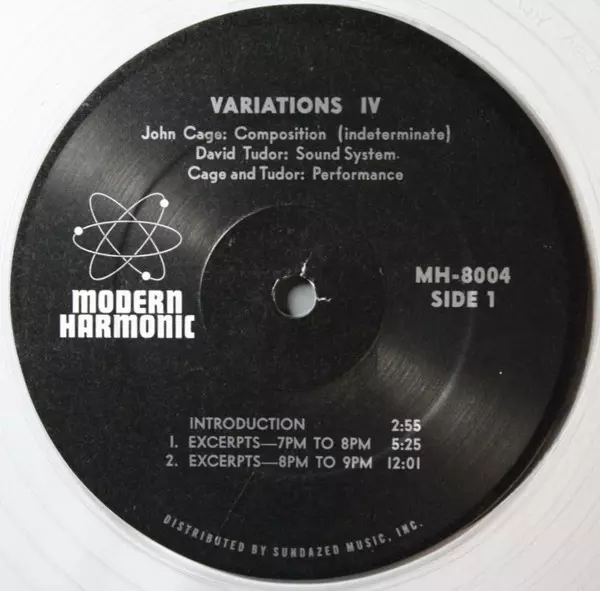 VARIATIONS IV
John Cage: Composition (indeterminate)
David Tudor: Sound System
Cage and Tudor: Performance
MODERN
HARMONIC
MH-8004
SIDE 1
INTRODUCTION 2:55
1. EXCERPTS—7PM TO 8PM 5:25
2. EXCERPTS—8PM TO 9PM 12:01
DISTRIBUTED BY SUNDAZED MUSIC, INC.